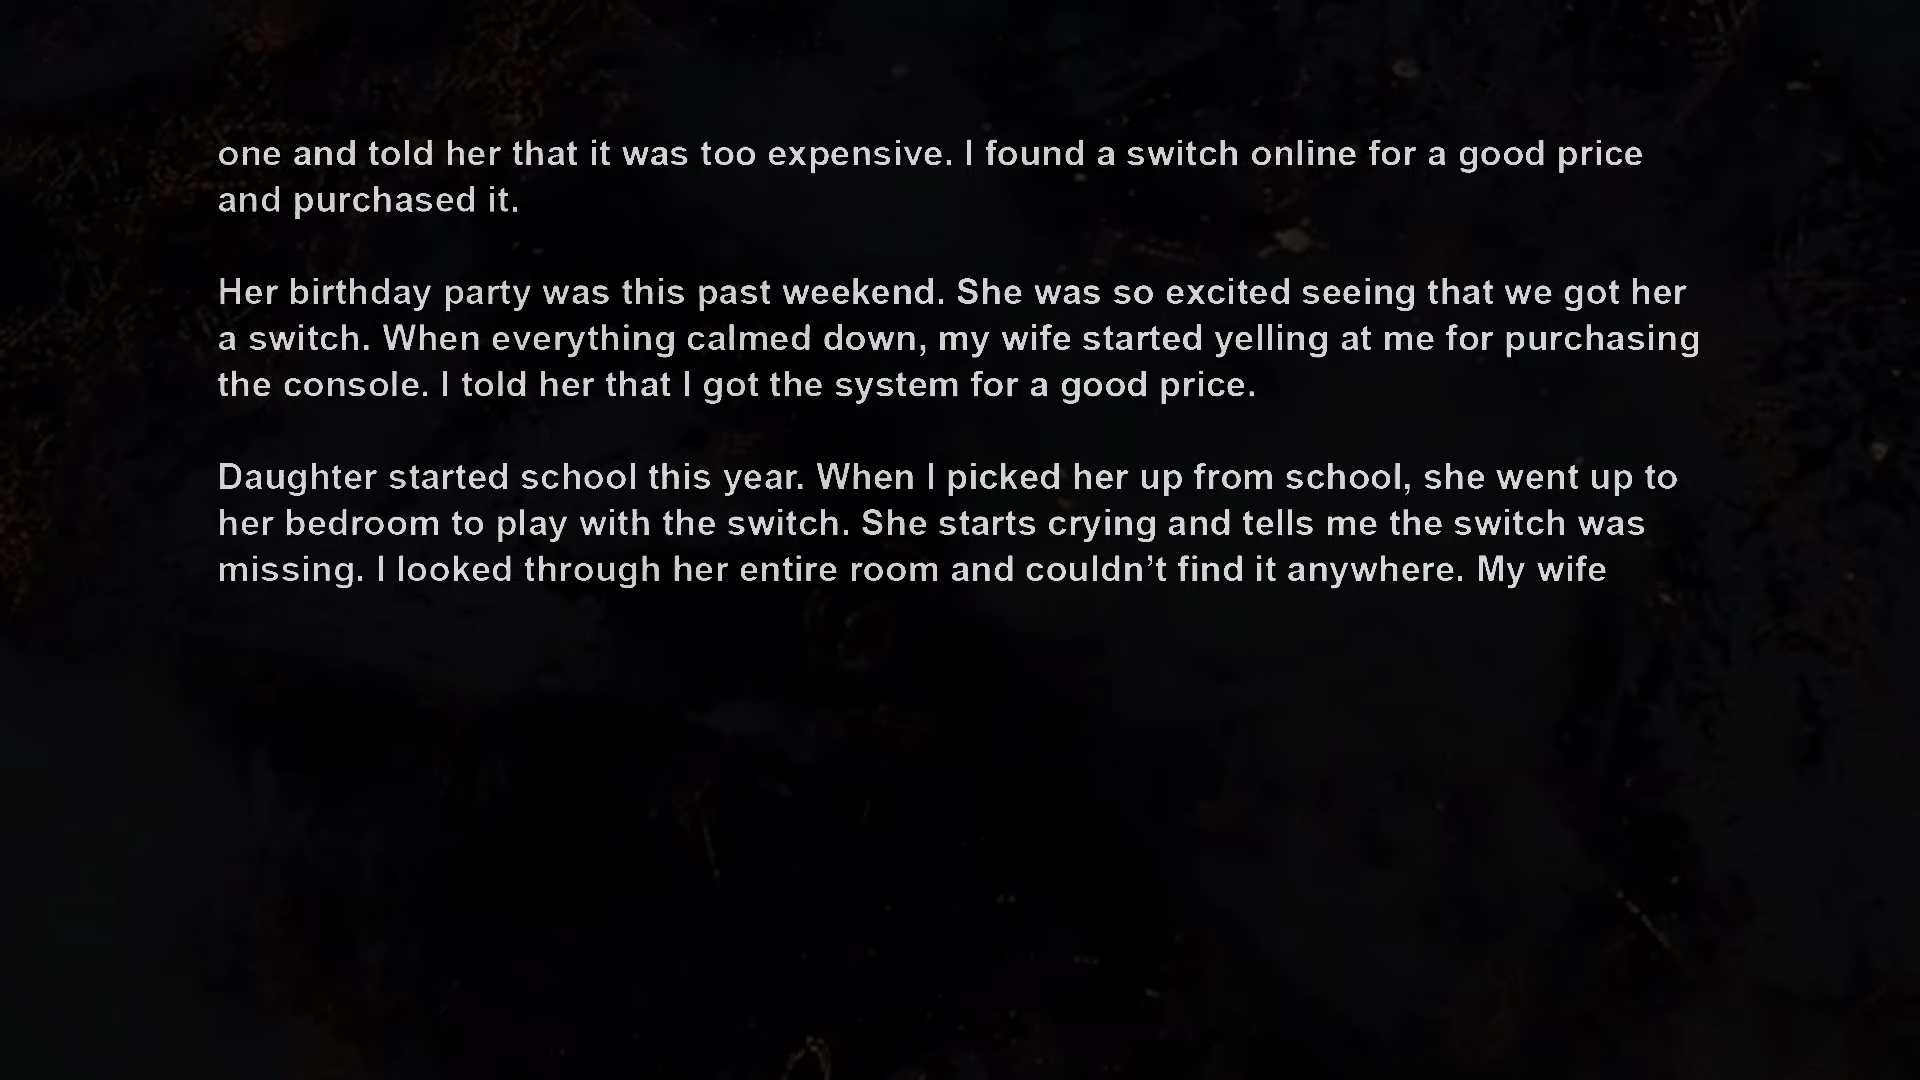 one and told her that it was too expensive. I found a switch online for a good price
and purchased it.
Her birthday party was this past weekend. She was so excited seeing that we got her
a switch. When everything calmed down, my wife started yelling at me for purchasing
the console. I told her that I got the system for a good price.
Daughter started school this year. When I picked her up from school, she went up to
her bedroom to play with the switch. She starts crying and tells me the switch was
missing. I looked through her entire room and couldn’t find it anywhere. My wife